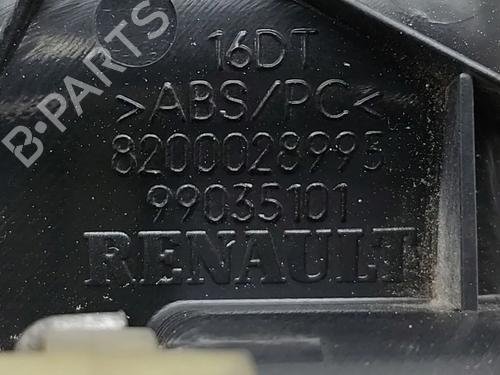 B-PARTS
16DT
>ABS/PC<
8200028995
99035101
RENAULT